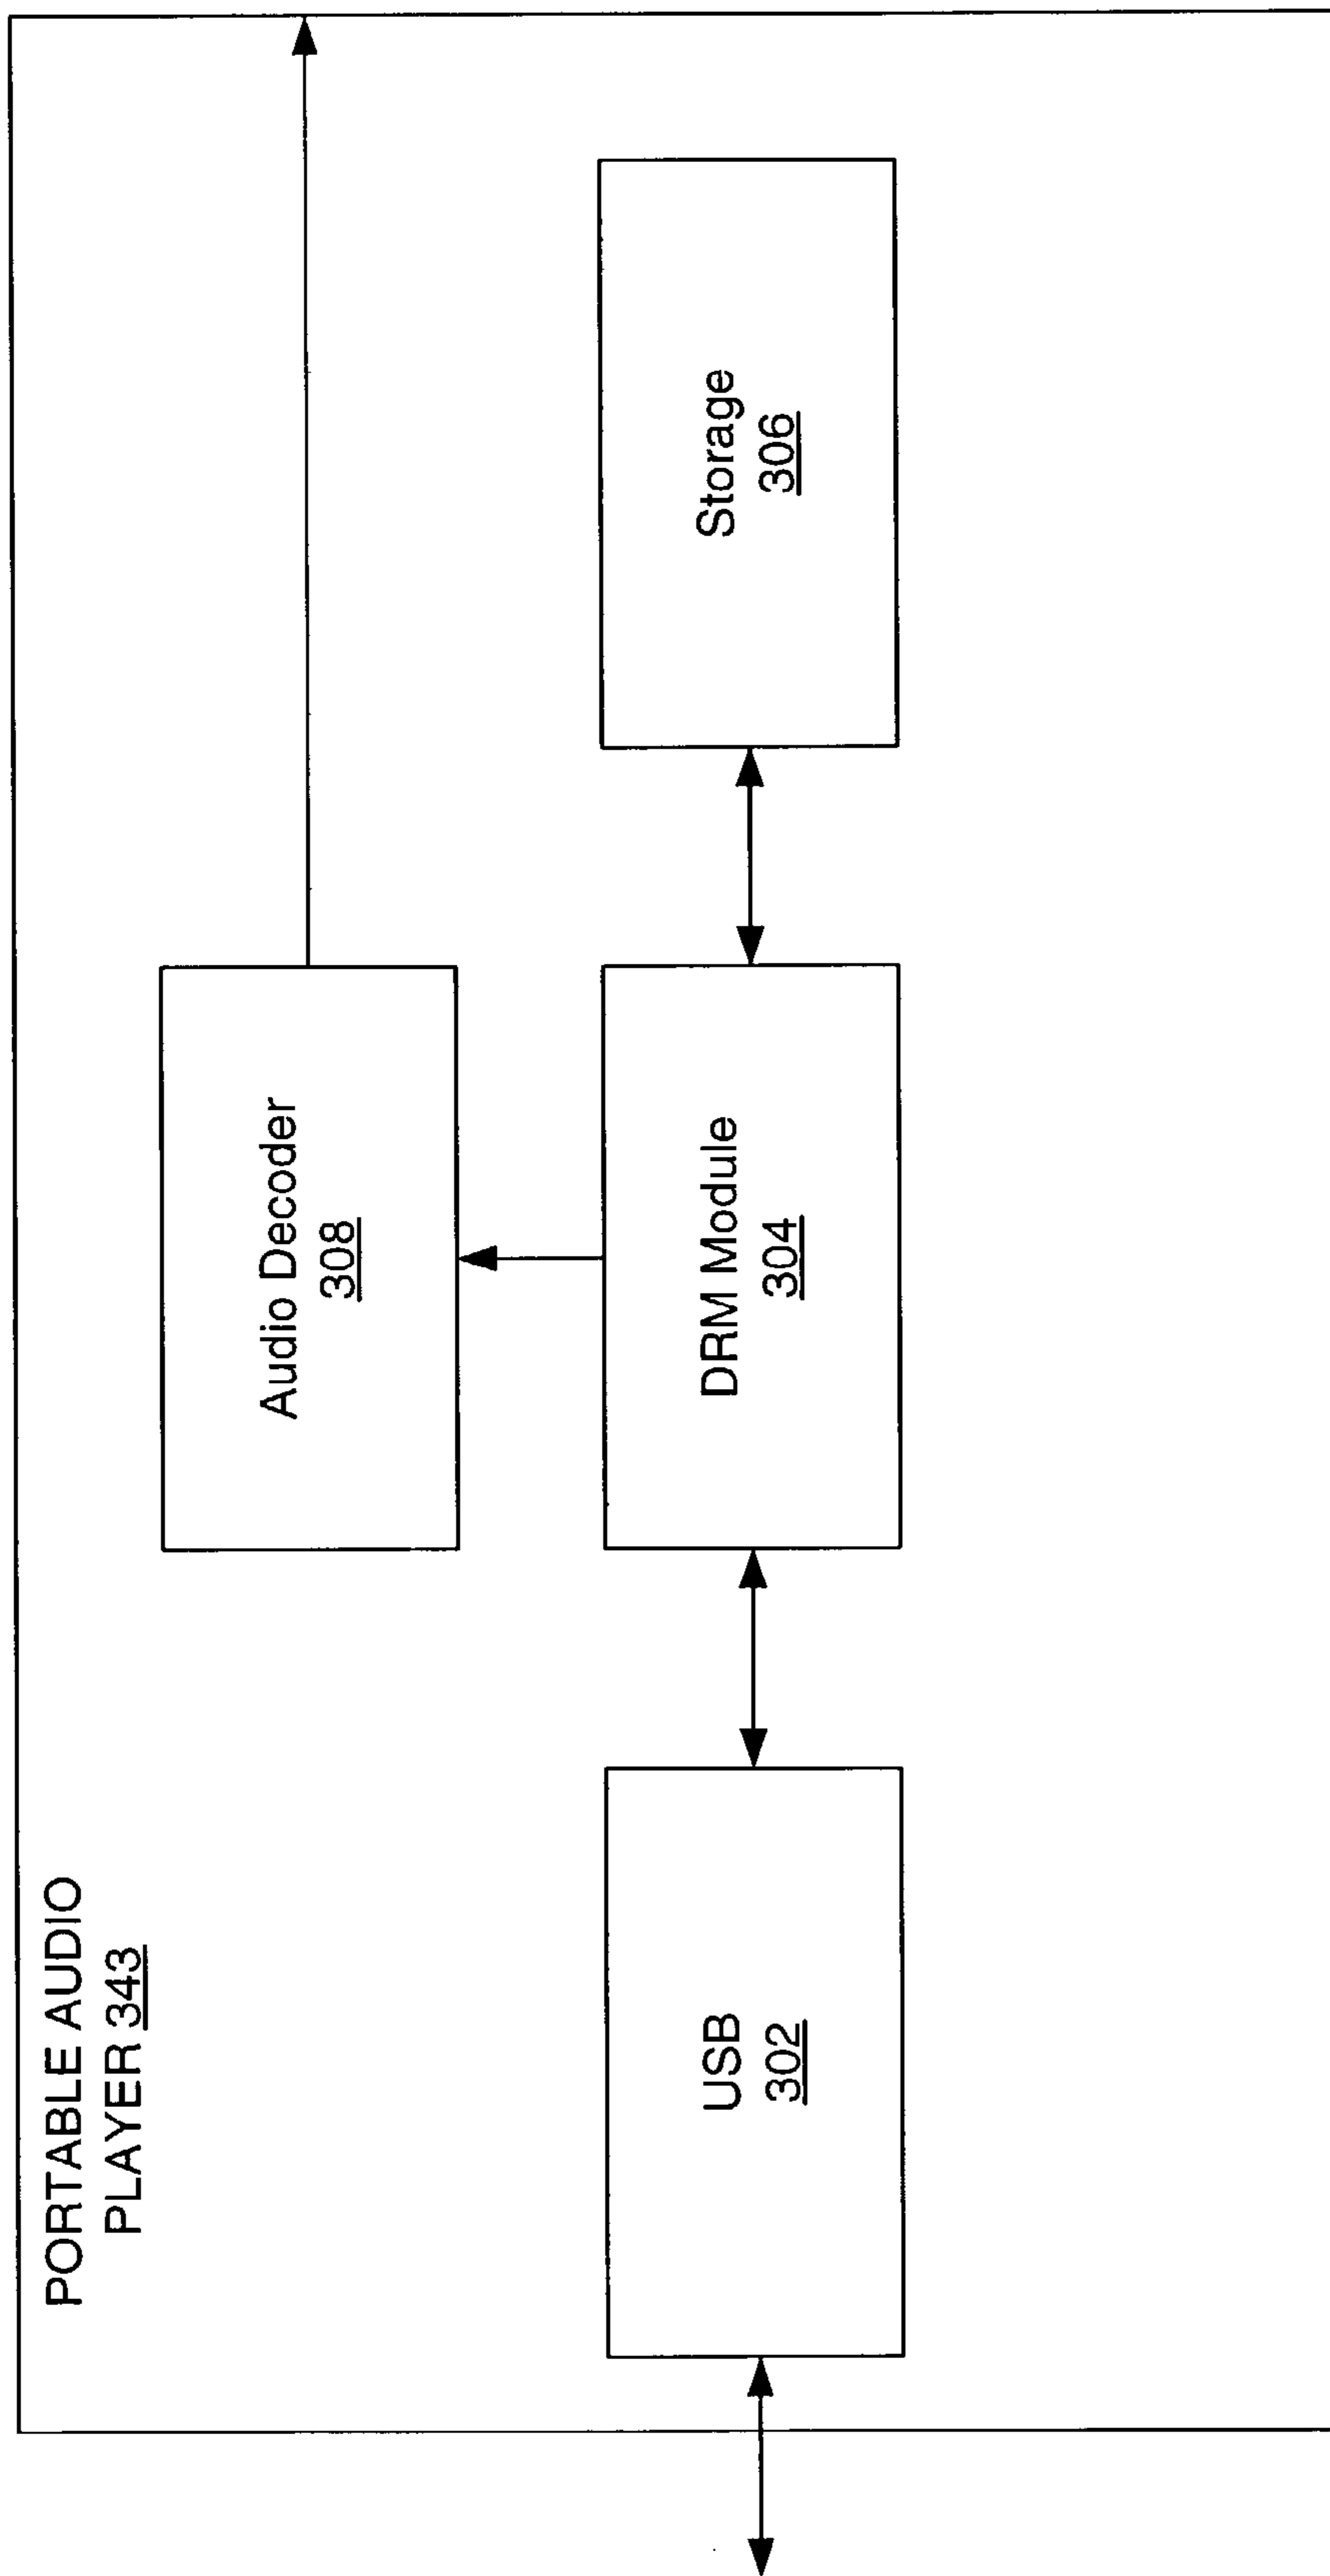 PORTABLE AUDIO
PLAYER 343
Audio Decoder
308
USB
302
DRM Module
304
Storage
306